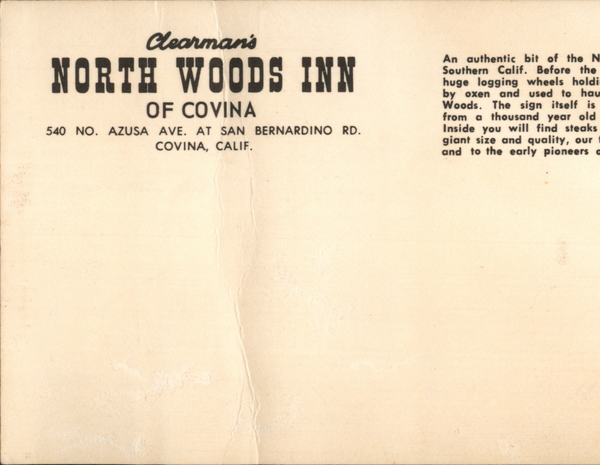 Clearman's
NORTH WOODS INN
OF COVINA
540 NO. AZUSA AVE. AT SAN BERNARDINO RD.
COVINA, CALIF.
An authentic bit of the N
Southern Calif. Before the
huge logging wheels holdi
by oxen and used to hau
Woods. The sign itself is
from a thousand year old
Inside you will find steaks
giant size and quality, our
and to the early pioneers